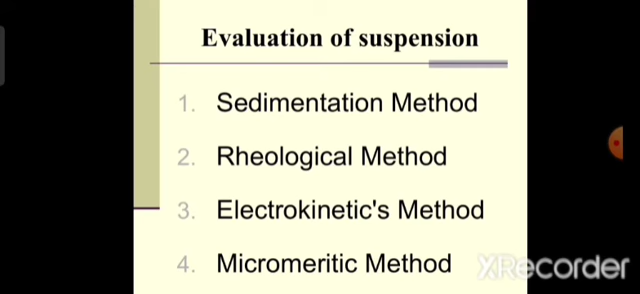 Evaluation of suspension
1. Sedimentation Method
2. Rheological Method
3. Electrokinetic's Method
4. Micromeritic Method
XRecorder